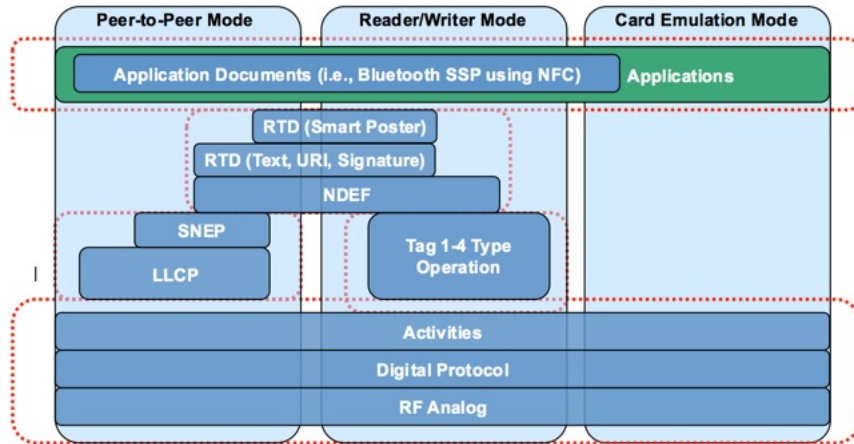 Peer-to-Peer Mode
Reader/Writer Mode
Card Emulation Mode
Application Documents (i.e., Bluetooth SSP using NFC)
Applications
RTD (Smart Poster)
RTD (Text, URI, Signature)
NDEF
SNEP
LLCP
Tag 1-4 Type
Operation
Activities
Digital Protocol
RF Analog